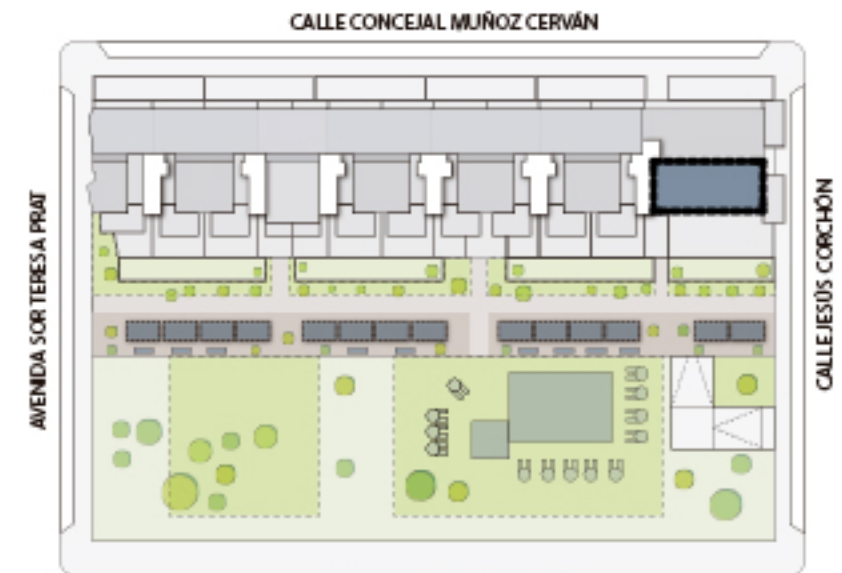 CALLE CONCEJAL MUÑOZ CERVÁN
AVENIDA SOR TERESA PRAT
CALLE JESÚS CORCHÓN